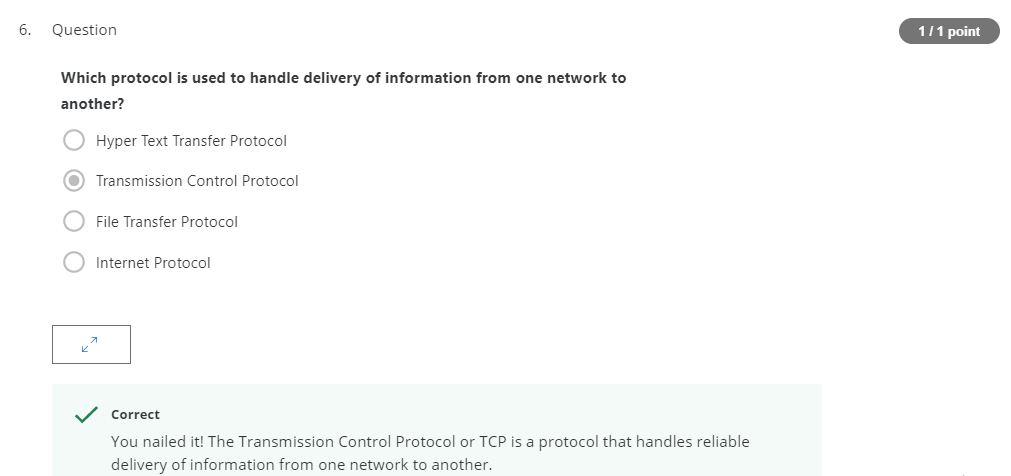 6. Question
1 / 1 point
Which protocol is used to handle delivery of information from one network to
another?
Hyper Text Transfer Protocol
Transmission Control Protocol
File Transfer Protocol
Internet Protocol
Correct
You nailed it! The Transmission Control Protocol or TCP is a protocol that handles reliable
delivery of information from one network to another.